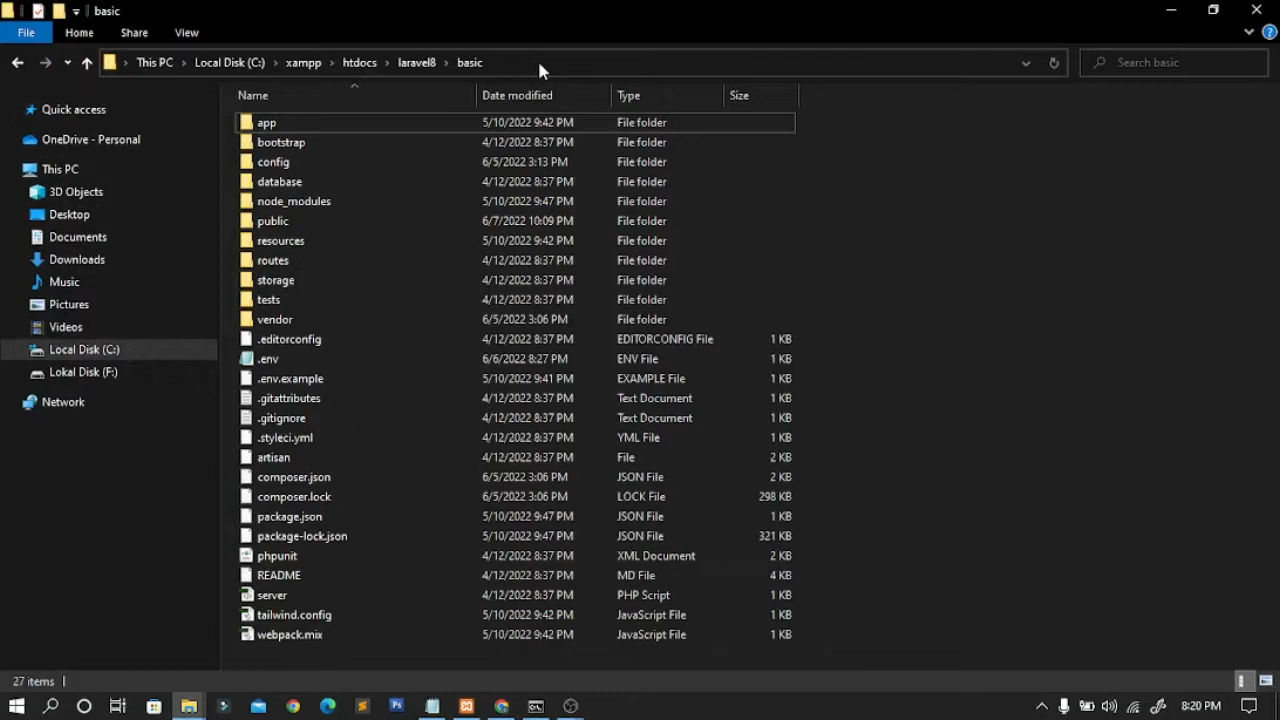 basic
File Home Share View
This PC Local Disk (C:) xampp htdocs laravel8 basic Search basic
Name Date modified Type Size
Quick access
OneDrive - Personal
This PC
3D Objects
Desktop
Documents
Downloads
Music
Pictures
Videos
Local Disk (C:)
Lokal Disk (F:)
Network
app 5/10/2022 9:42 PM File folder
bootstrap 4/12/2022 8:37 PM File folder
config 6/5/2022 3:13 PM File folder
database 4/12/2022 8:37 PM File folder
node_modules 5/10/2022 9:47 PM File folder
public 6/7/2022 10:09 PM File folder
resources 5/10/2022 9:42 PM File folder
routes 4/12/2022 8:37 PM File folder
storage 4/12/2022 8:37 PM File folder
tests 4/12/2022 8:37 PM File folder
vendor 6/5/2022 3:06 PM File folder
.editorconfig 4/12/2022 8:37 PM EDITORCONFIG File 1 KB
.env 6/6/2022 8:27 PM ENV File 1 KB
.env.example 5/10/2022 9:41 PM EXAMPLE File 1 KB
.gitattributes 4/12/2022 8:37 PM Text Document 1 KB
.gitignore 4/12/2022 8:37 PM Text Document 1 KB
.styleci.yml 4/12/2022 8:37 PM YML File 1 KB
artisan 4/12/2022 8:37 PM File 2 KB
composer.json 6/5/2022 3:06 PM JSON File 2 KB
composer.lock 6/5/2022 3:06 PM LOCK File 298 KB
package.json 5/10/2022 9:47 PM JSON File 1 KB
package-lock.json 5/10/2022 9:47 PM JSON File 321 KB
phpunit 4/12/2022 8:37 PM XML Document 2 KB
README 4/12/2022 8:37 PM MD File 4 KB
server 4/12/2022 8:37 PM PHP Script 1 KB
tailwind.config 5/10/2022 9:42 PM JavaScript File 1 KB
webpack.mix 5/10/2022 9:42 PM JavaScript File 1 KB
27 items
8:20 PM